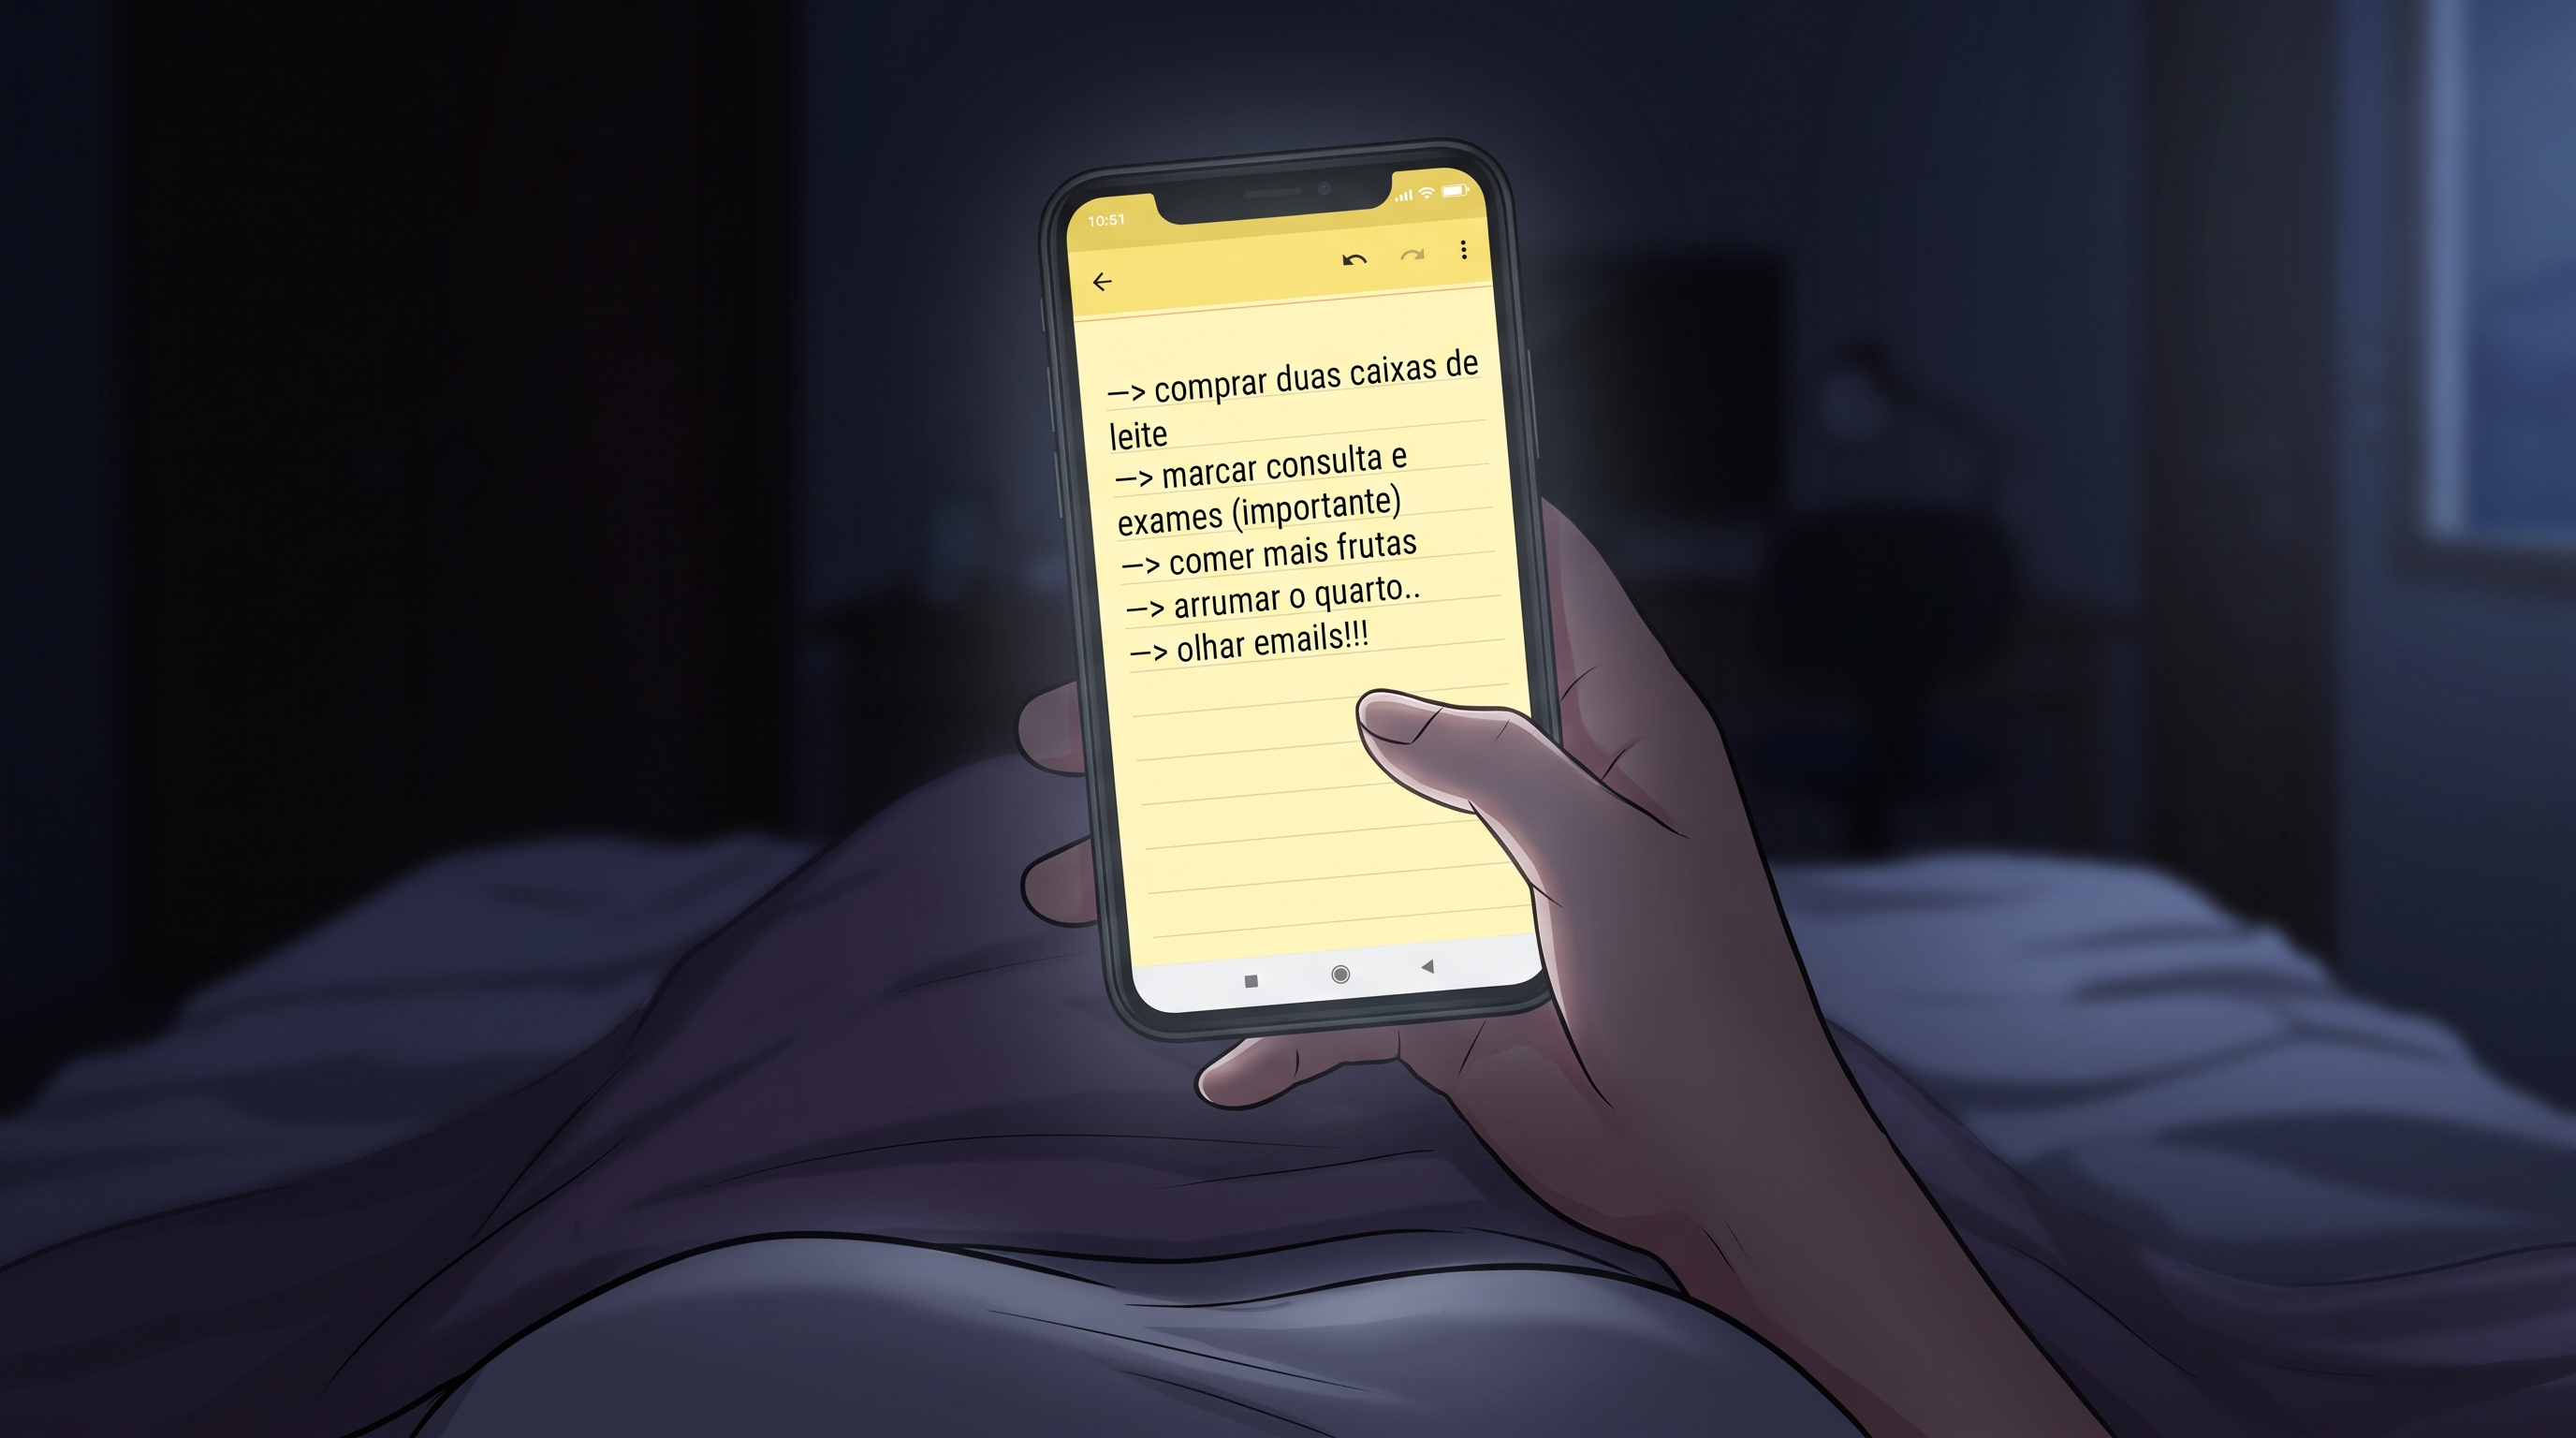 10:51
—> comprar duas caixas de
leite
—> marcar consulta e
exames (importante)
—> comer mais frutas
—> arrumar o quarto..
—> olhar emails!!!